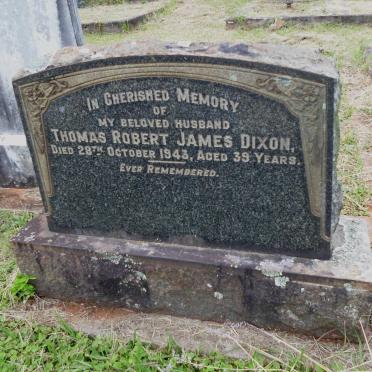 IN CHERISHED MEMORY
OF
MY BELOVED HUSBAND
THOMAS ROBERT JAMES DIXON,
DIED 28TH OCTOBER 1943, AGED 39 YEARS.
EVER REMEMBERED.